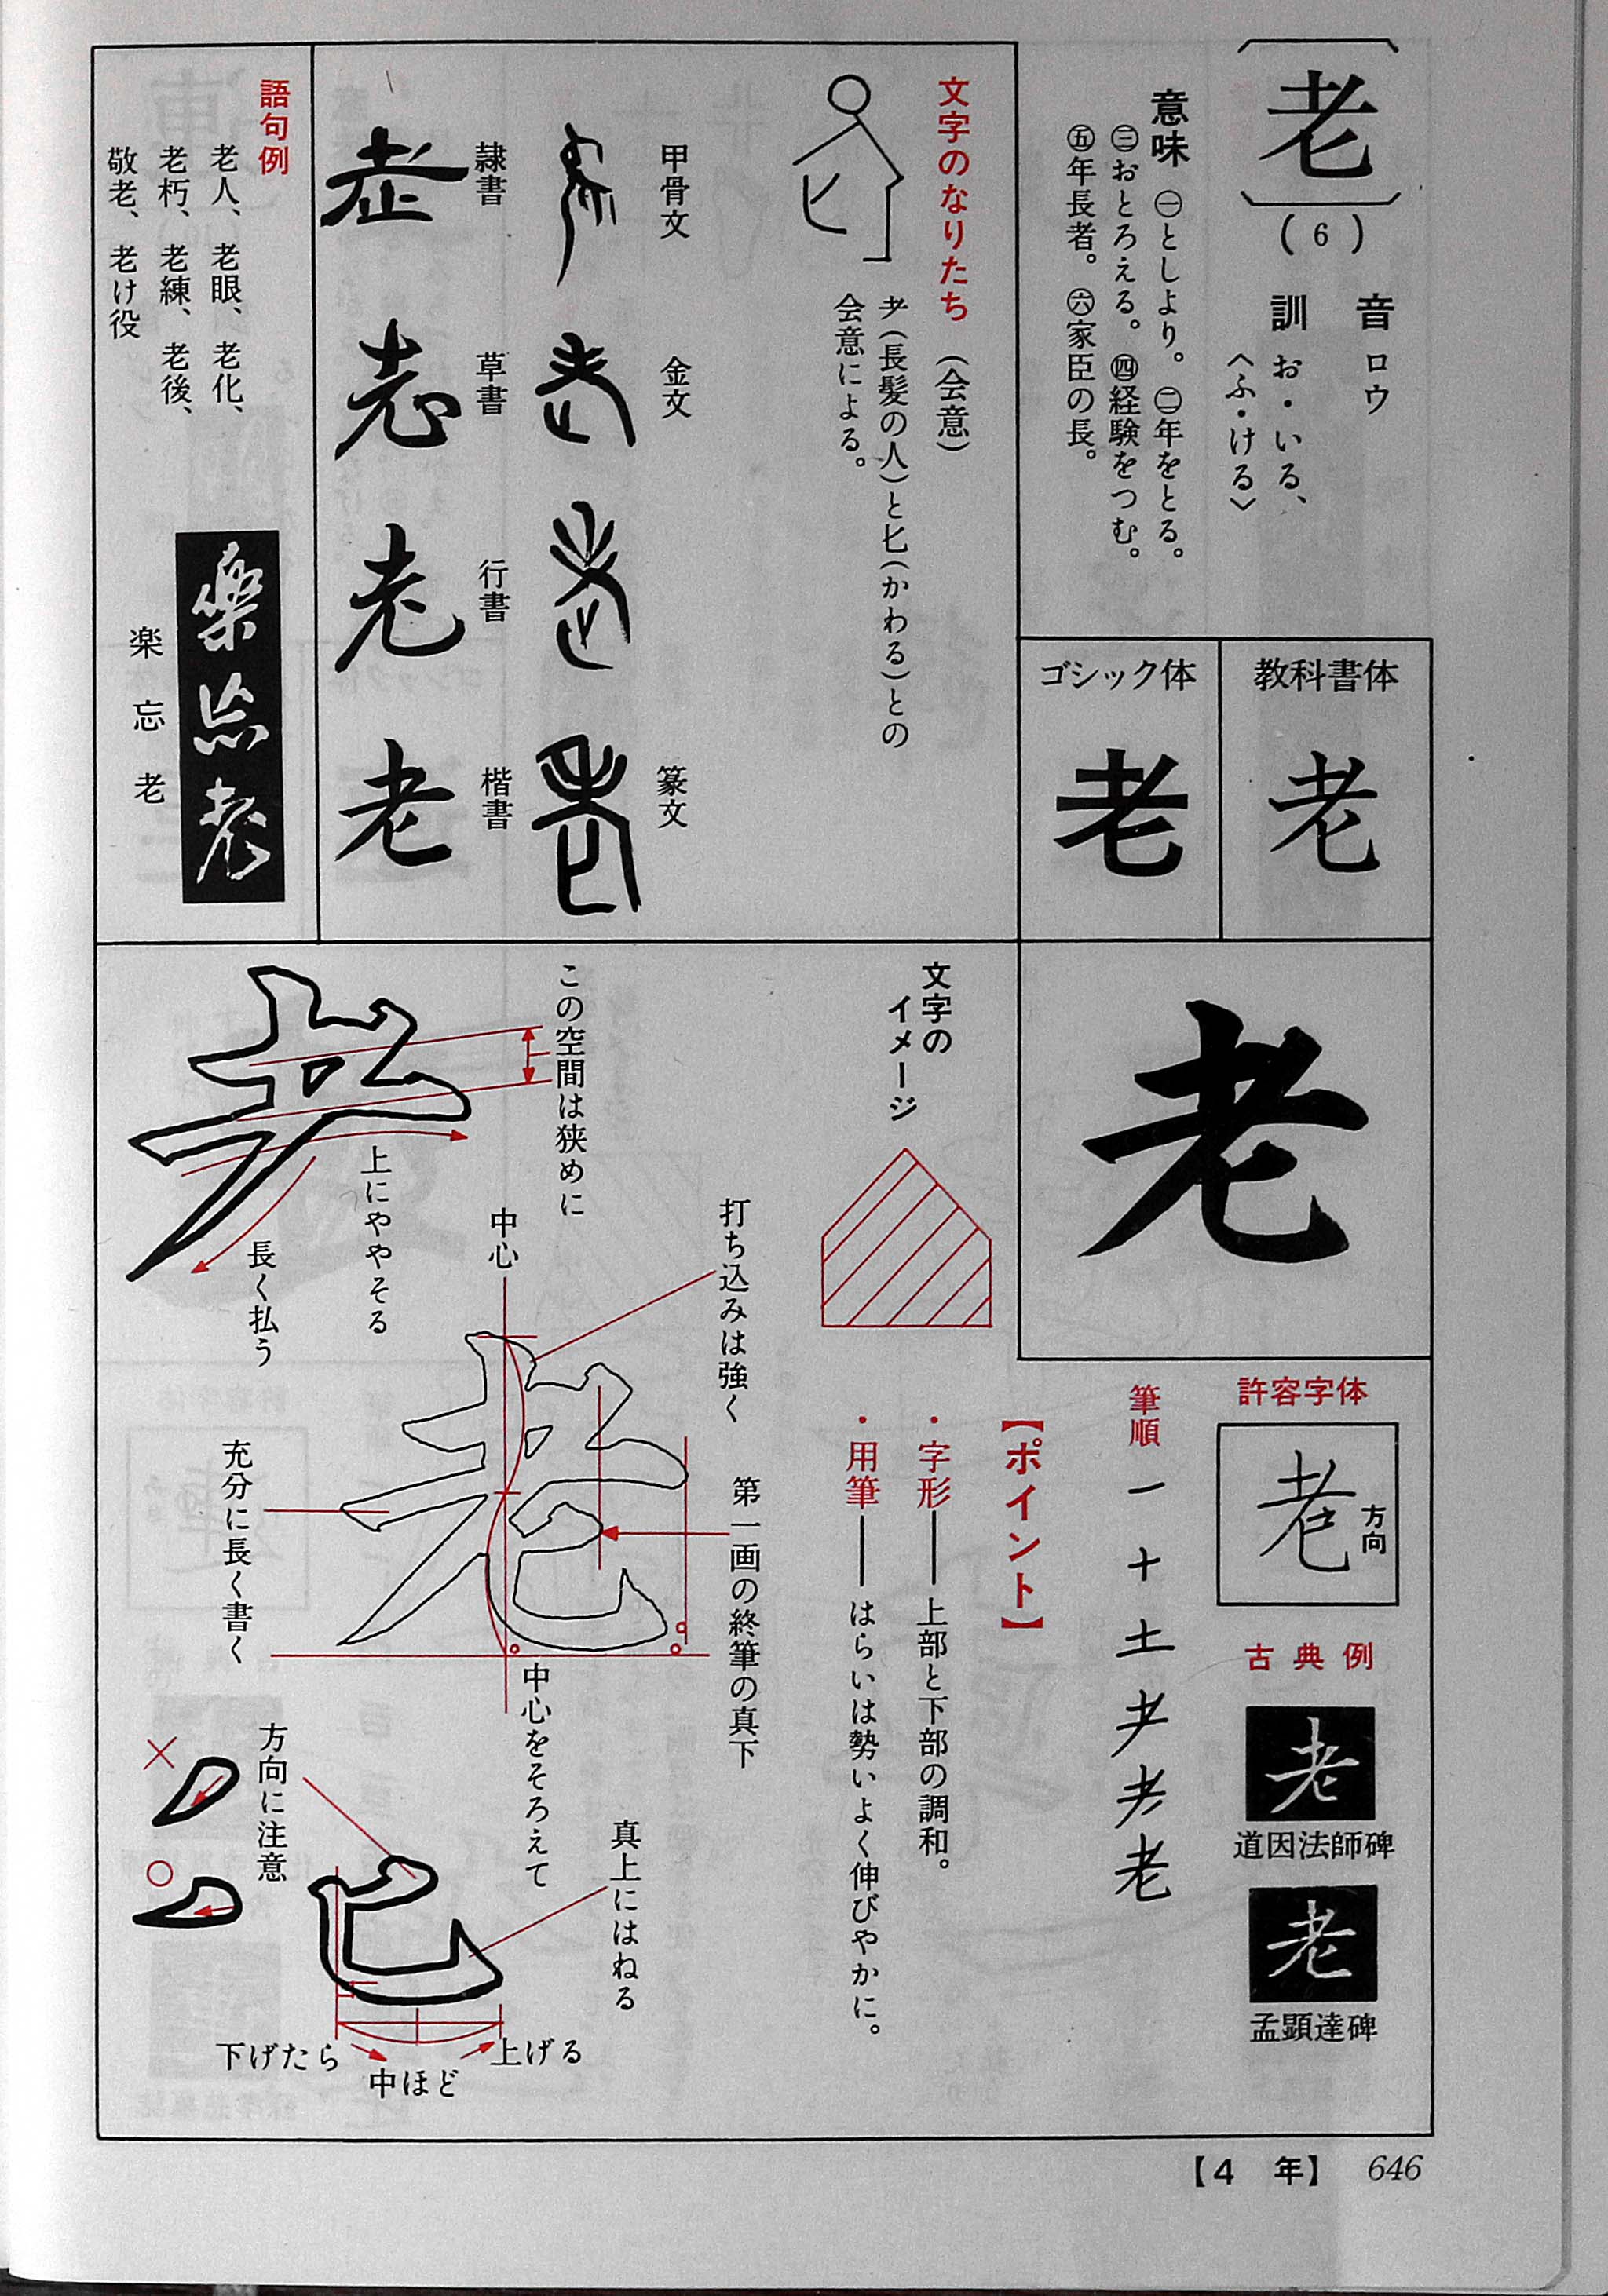 〔老〕(6)
音 ロウ
訓 お・いる、
〈ふ・ける〉
意味 ㊀としより。㊁年をとる。
㊂おとろえる。㊃経験をつむ。
㊄年長者。㊅家臣の長。
教科書体
老
ゴシック体
老
文字のなりたち (会意)
耂(長髪の人)と匕(かわる)との
会意による。
甲骨文
金文
篆文
隷書
老
草書
老
行書
老
楷書
老
語句例
老人、老眼、老化、
老朽、老練、老後、
敬老、老け役
楽忘老
老
許容字体
老
方向
古典例
老
道因法師碑
老
孟顕達碑
筆順 一 十 土 耂 老
【ポイント】
・字形―上部と下部の調和。
・用筆―はらいは勢いよく伸びやかに。
文字の
イメージ
打ち込みは強く
第一画の終筆の真下
この空間は狭めに
中心
上にややそる
長く払う
充分に長く書く
中心をそろえて
真上にはねる
方向に注意
×
○
下げたら
中ほど
上げる
【4 年】 646